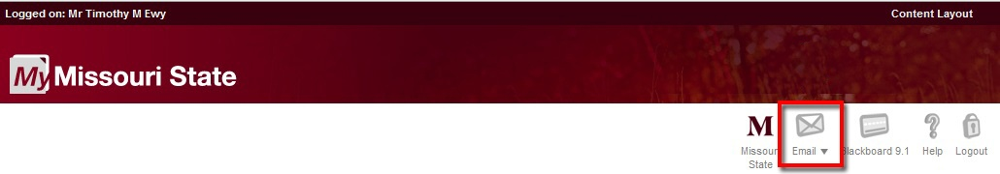 Logged on: Mr Timothy M Ewy
Content Layout
My Missouri State
M
Missouri State
Email ▼
Blackboard 9.1
Help
Logout